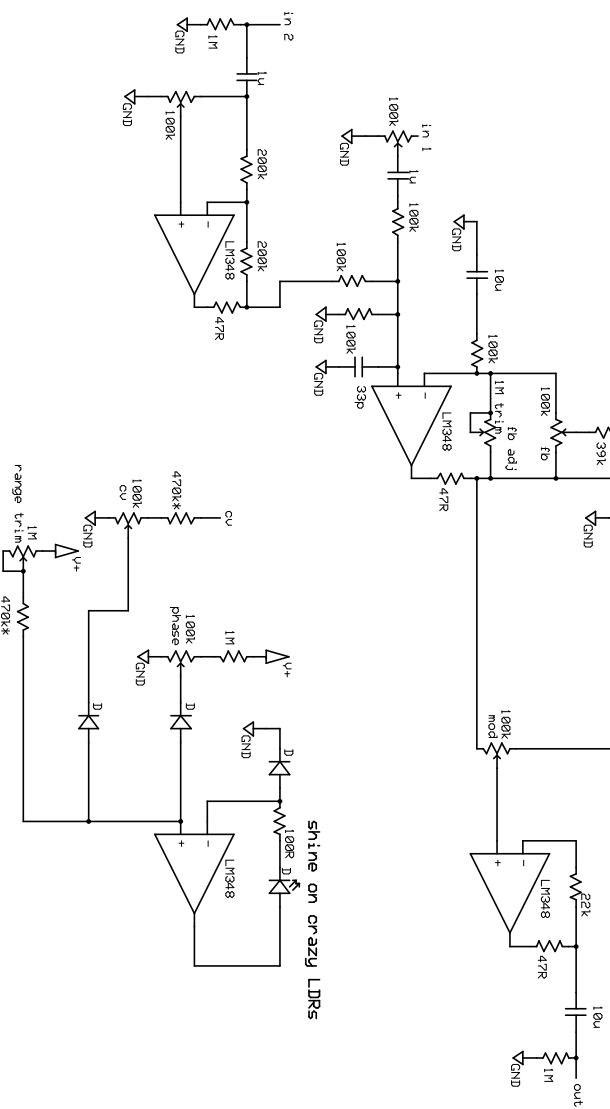 39k
GND
10u
22k
out
1M
GND
100k
fb
LM348
47R
fb adj
1M trim
100k
mod
10u
100k
GND
LM348
47R
in 1
1u
100k
100k
33p
100k
GND
100k
GND
GND
shine on crazy LDRs
in 2
V+
D
100R
D
1u
200k
200k
GND
1M
LM348
LM348
47R
1M
cv
100k
phase
D
GND
470k*
100k
GND
100k
cv
GND
D
GND
V+
1M
range trim
470k*